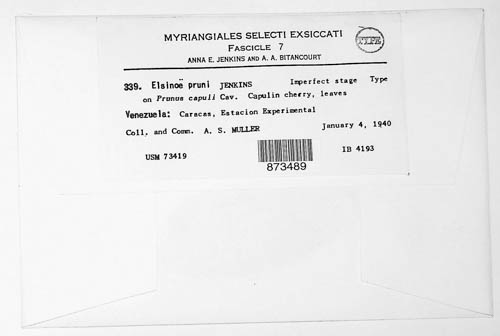 MYRIANGIALES SELECTI EXSICCATI
FASCICLE 7
ANNA E. JENKINS AND A. A. BITANCOURT
TYPE
339. Elsinoë pruni JENKINS Imperfect stage Type
on Prunus capuli Cav. Capulin cherry, leaves
Venezuela: Caracas, Estacion Experimental
Coll. and Comm. A. S. MULLER January 4, 1940
USM 73419 IB 4193
873489